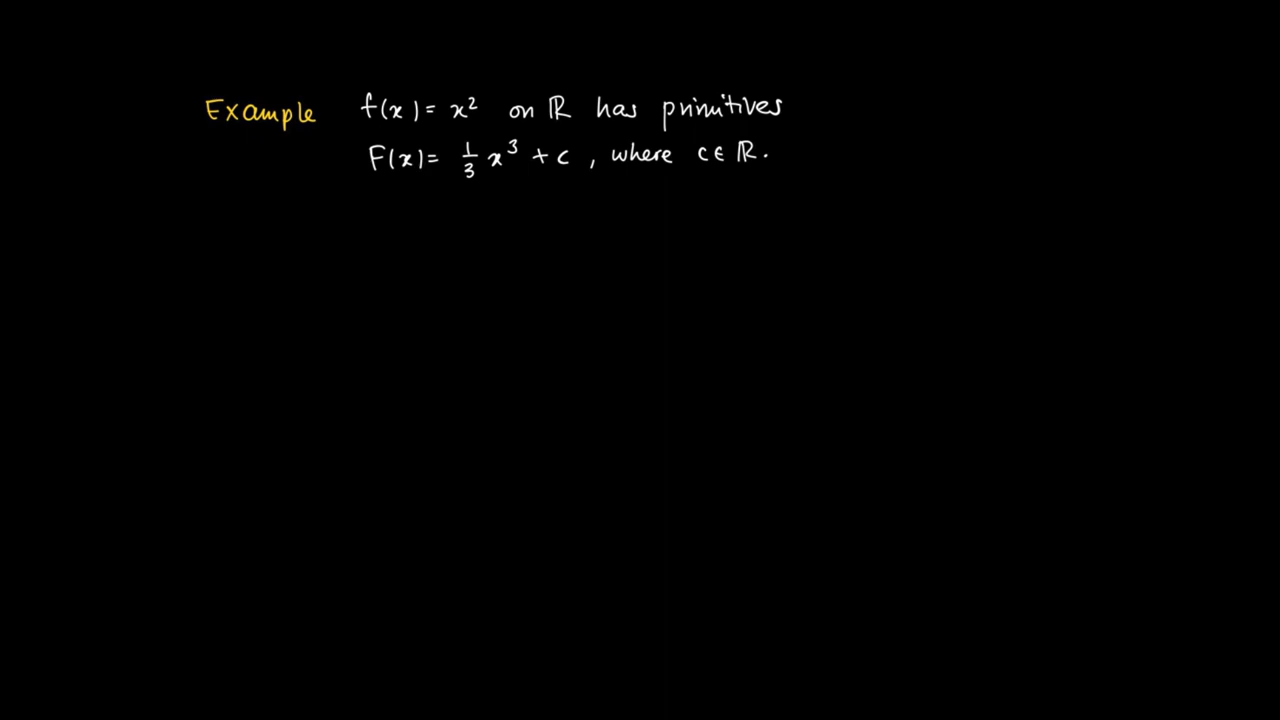 Example f(x) = x² on ℝ has primitives
F(x) = 1/3 x³ + c , where c ∈ ℝ.